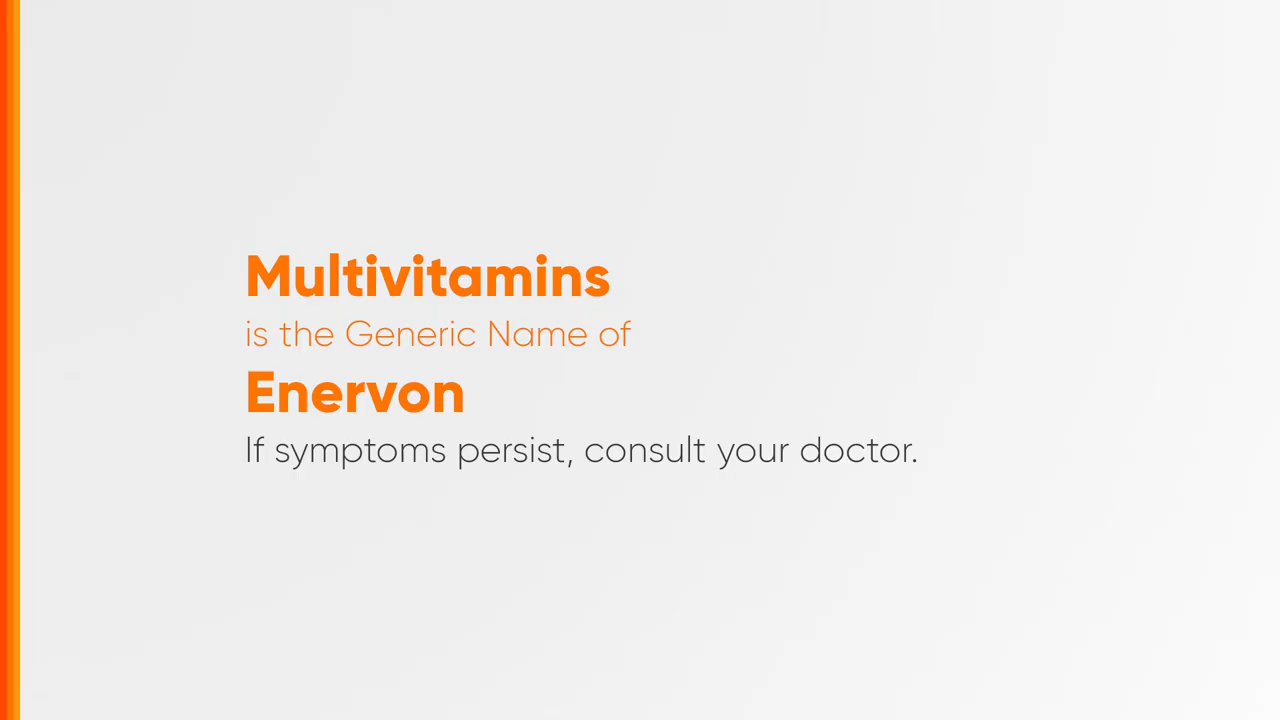 Multivitamins
is the Generic Name of
Enervon
If symptoms persist, consult your doctor.